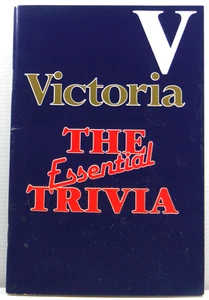 V
Victoria
THE
Essential
TRIVIA